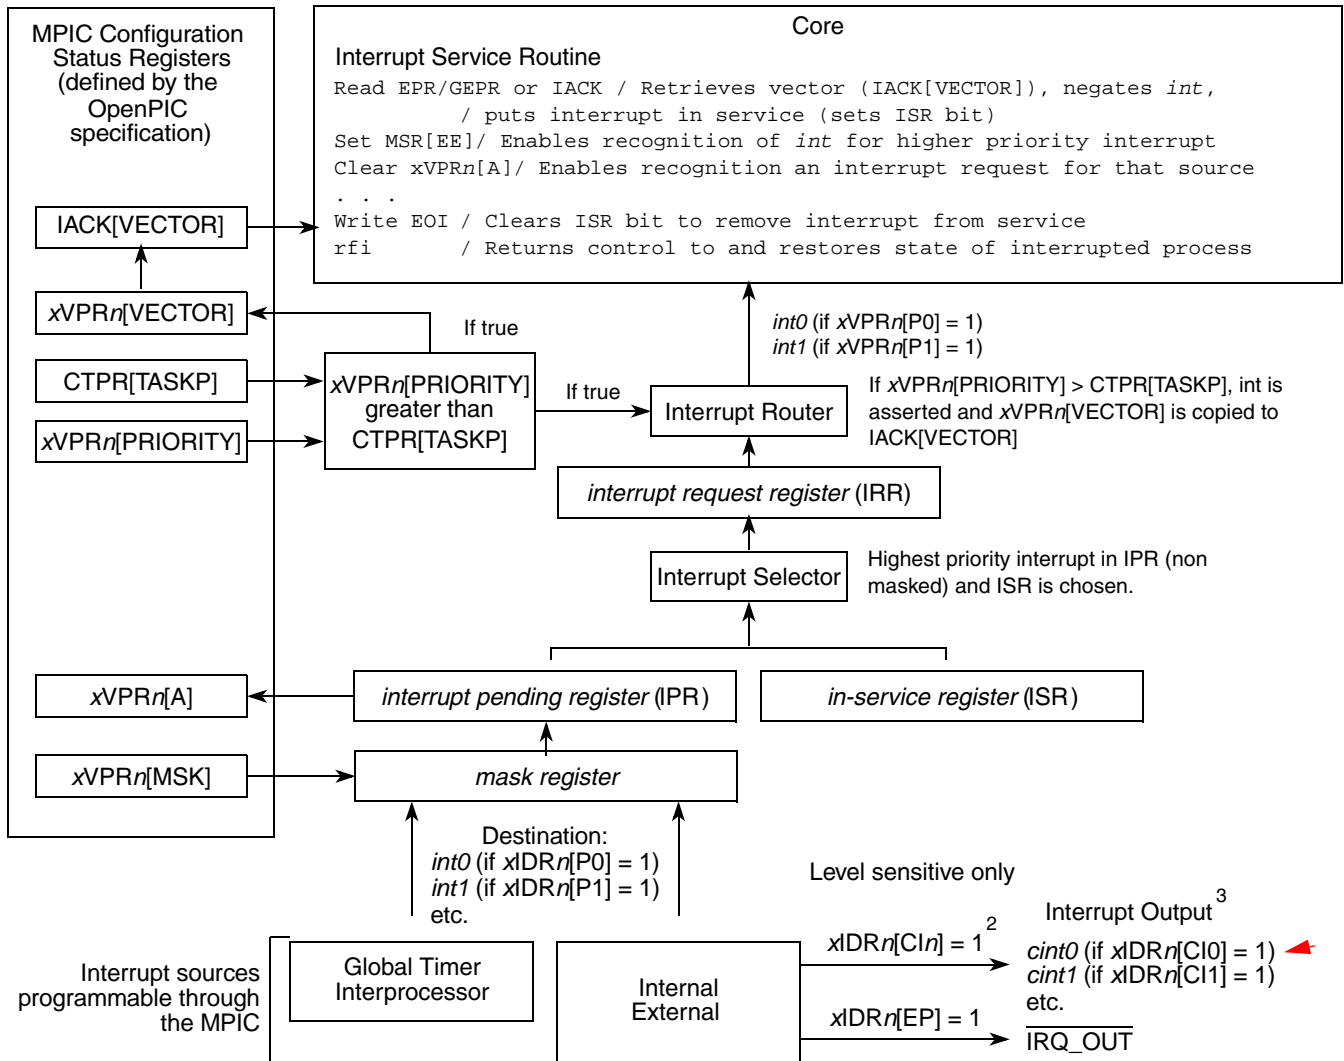 MPIC Configuration
Status Registers
(defined by the
OpenPIC
specification)
Core
Interrupt Service Routine
Read EPR/GEPR or IACK / Retrieves vector (IACK[VECTOR]), negates int,
/ puts interrupt in service (sets ISR bit)
Set MSR[EE]/ Enables recognition of int for higher priority interrupt
Clear xVPRn[A]/ Enables recognition an interrupt request for that source
. . .
Write EOI / Clears ISR bit to remove interrupt from service
rfi / Returns control to and restores state of interrupted process
IACK[VECTOR]
xVPRn[VECTOR]
CTPR[TASKP]
xVPRn[PRIORITY]
If true
xVPRn[PRIORITY]
greater than
CTPR[TASKP]
If true
int0 (if xVPRn[P0] = 1)
int1 (if xVPRn[P1] = 1)
Interrupt Router
If xVPRn[PRIORITY] > CTPR[TASKP], int is
asserted and xVPRn[VECTOR] is copied to
IACK[VECTOR]
interrupt request register (IRR)
Interrupt Selector
Highest priority interrupt in IPR (non
masked) and ISR is chosen.
xVPRn[A]
interrupt pending register (IPR)
in-service register (ISR)
xVPRn[MSK]
mask register
Destination:
int0 (if xIDRn[P0] = 1)
int1 (if xIDRn[P1] = 1)
etc.
Level sensitive only
Interrupt sources
programmable through
the MPIC
Global Timer
Interprocessor
Internal
External
xIDRn[CIn] = 1 2
xIDRn[EP] = 1
Interrupt Output 3
cint0 (if xIDRn[CI0] = 1)
cint1 (if xIDRn[CI1] = 1)
etc.
IRQ_OUT